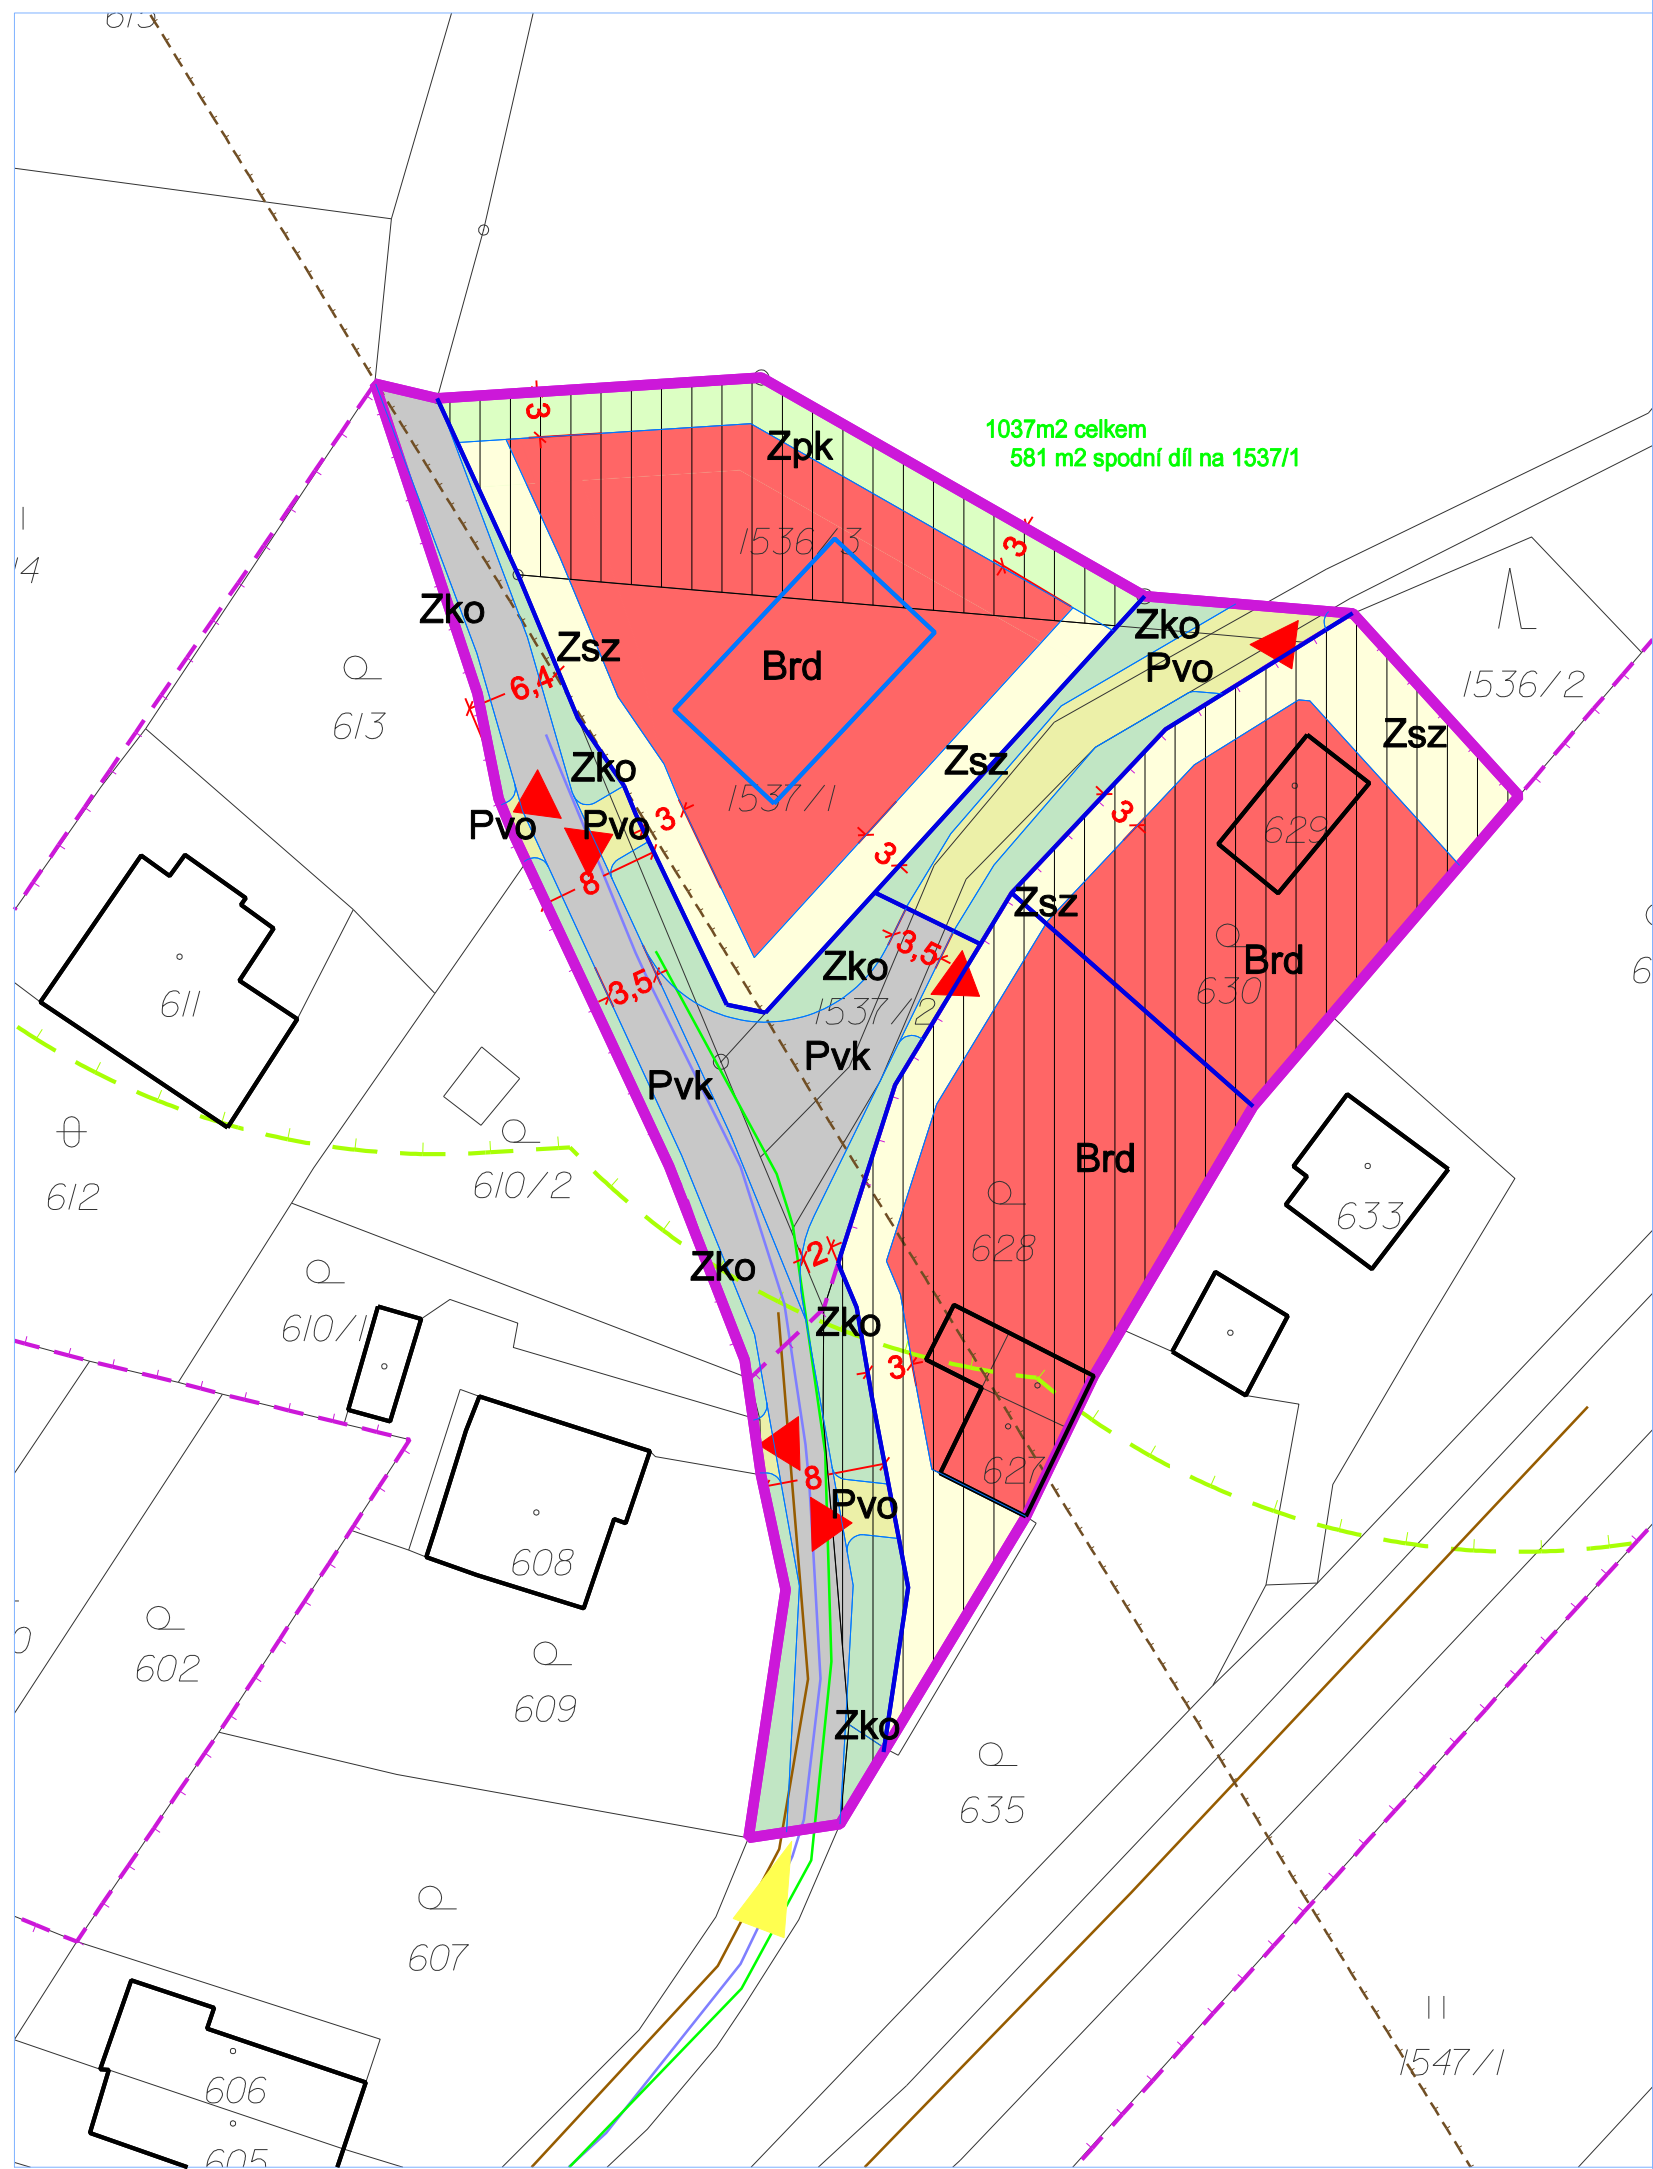 1037m2 celkem
581 m2 spodní díl na 1537/1
3
Zpk
1536/3
3
Zko
Zko
Zsz
Brd
Pvo
6,4
613
1536/2
Zsz
Zsz
Zko
1537/1
Pvo
Pvo
3
3
3
629
8
Zsz
3,5
Zko
Brd
3,5
630
611
1537/2
Pvk
Pvk
Brd
612
610/2
633
628
2
Zko
Zko
610/1
3
627
8
Pvo
608
602
609
Zko
635
607
1547/1
606
605